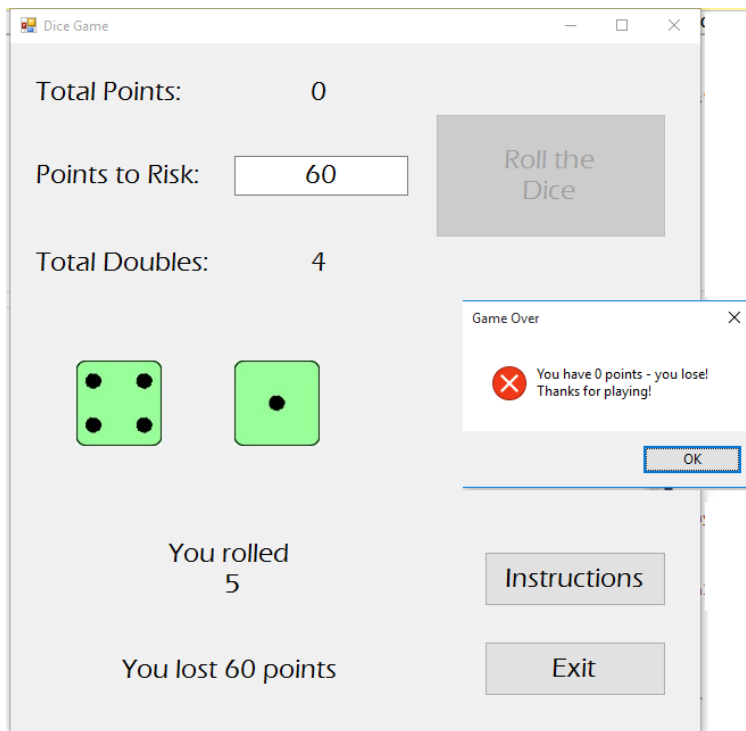 Dice Game
Total Points: 0
Points to Risk: 60
Roll the
Dice
Total Doubles: 4
Game Over
You have 0 points - you lose!
Thanks for playing!
OK
You rolled
5
Instructions
You lost 60 points
Exit